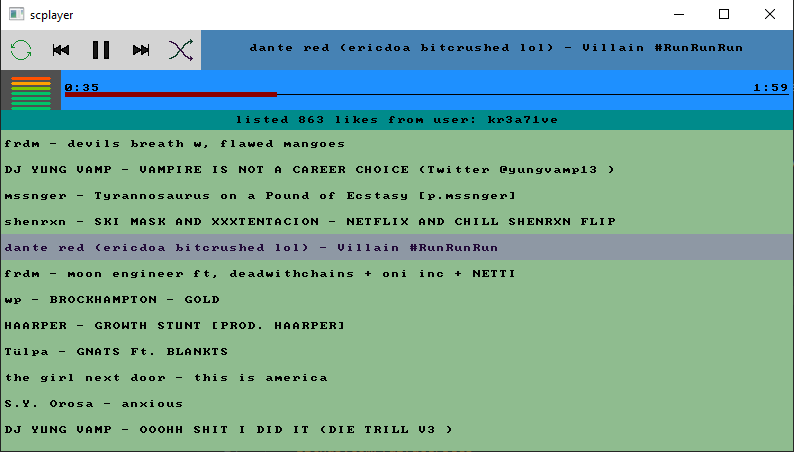 scplayer
dante red (ericdoa bitcrushed lol) - Villain #RunRunRun
0:35 1:59
listed 863 likes from user: kr3a71ve
frdm - devils breath w, flawed mangoes
DJ YUNG VAMP - VAMPIRE IS NOT A CAREER CHOICE (Twitter @yungvamp13 )
mssnger - Tyrannosaurus on a Pound of Ecstasy [p.mssnger]
shenrxn - SKI MASK AND XXXTENTACION - NETFLIX AND CHILL SHENRXN FLIP
dante red (ericdoa bitcrushed lol) - Villain #RunRunRun
frdm - moon engineer ft, deadwithchains + oni inc + NETTI
wp - BROCKHAMPTON - GOLD
HAARPER - GROWTH STUNT [PROD. HAARPER]
Tülpa - GNATS Ft. BLANKTS
the girl next door - this is america
S.Y. Orosa - anxious
DJ YUNG VAMP - OOOHH SHIT I DID IT (DIE TRILL V3 )